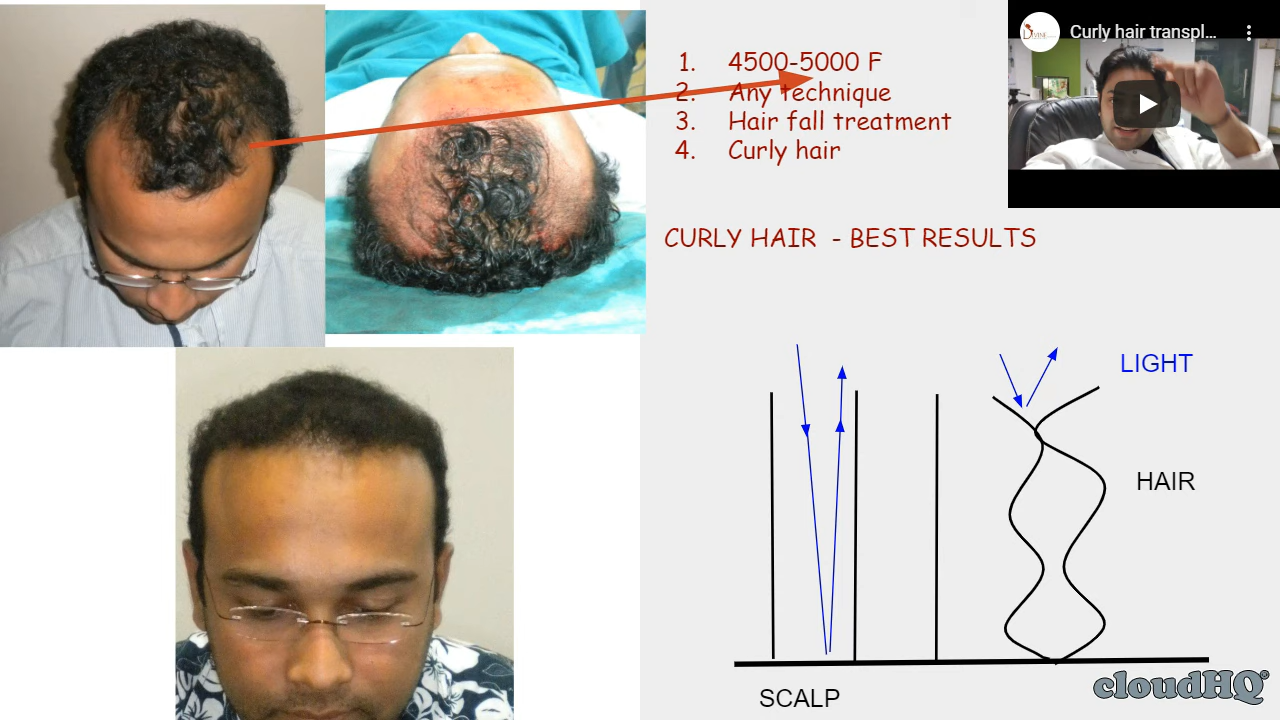 1. 4500-5000 F
2. Any technique
3. Hair fall treatment
4. Curly hair
DIVINE
Curly hair transpl...
CURLY HAIR - BEST RESULTS
LIGHT
HAIR
SCALP
cloudHQ